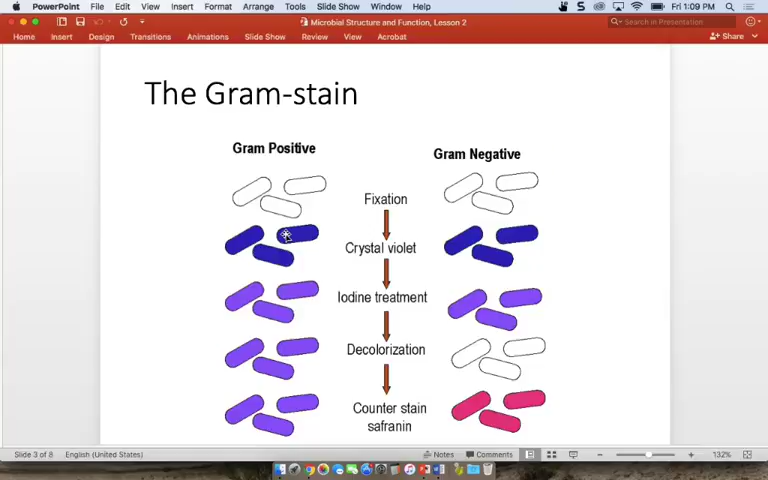 PowerPoint File Edit View Insert Format Arrange Tools Slide Show Window Help Fri 1:09 PM
Microbial Structure and Function, Lesson 2
Search in Presentation
Home Insert Design Transitions Animations Slide Show Review View Acrobat Share
The Gram-stain
Gram Positive
Gram Negative
Fixation
Crystal violet
Iodine treatment
Decolorization
Counter stain
safranin
Slide 3 of 8 English (United States) Notes Comments 132%